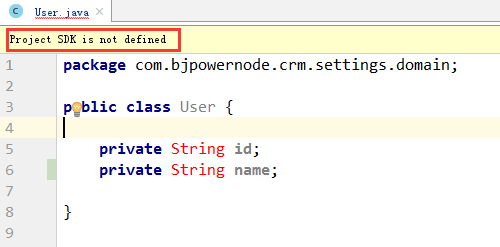 User.java ×
Project SDK is not defined
1 package com.bjpowernode.crm.settings.domain;
2
3 public class User {
4
5 private String id;
6 private String name;
7
8 }
9